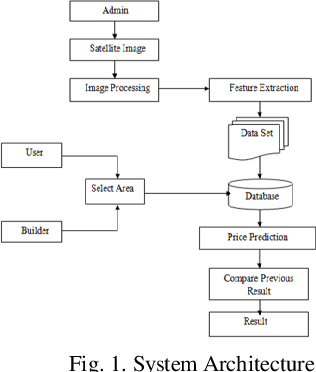 Admin
Satellite Image
Image Processing
Feature Extraction
Data Set
User
Select Area
Database
Builder
Price Prediction
Compare Previous
Result
Result
Fig. 1. System Architecture